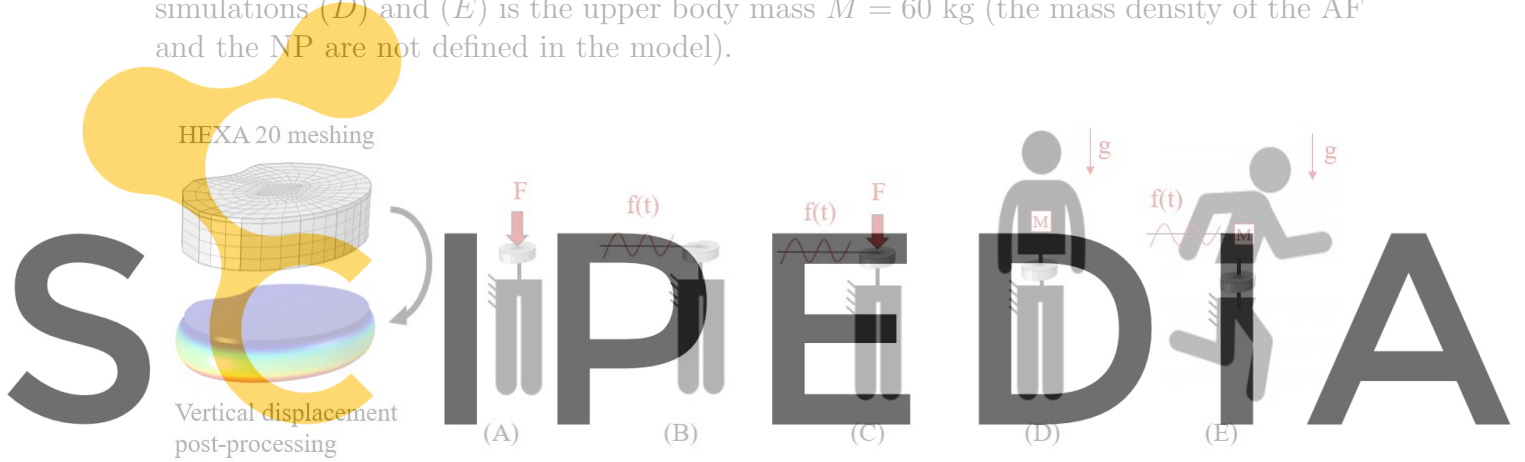 simulations (D) and (E) is the upper body mass M = 60 kg (the mass density of the AF
and the NP are not defined in the model).
HEXA 20 meshing
g
g
F
F
f(t)
f(t)
f(t)
M
M
SCIPEDIA
Vertical displacement
post-processing
(A)
(B)
(C)
(D)
(E)